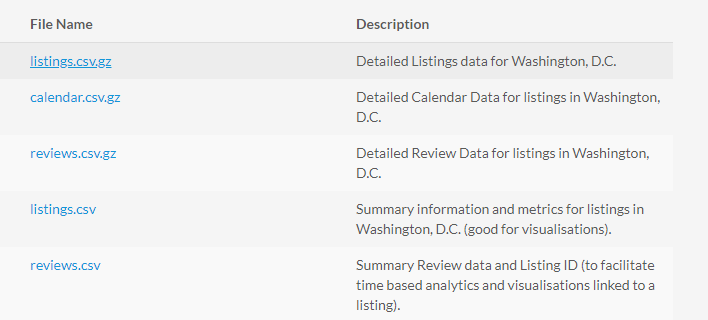 File Name Description
listings.csv.gz Detailed Listings data for Washington, D.C.
calendar.csv.gz Detailed Calendar Data for listings in Washington,
D.C.
reviews.csv.gz Detailed Review Data for listings in Washington,
D.C.
listings.csv Summary information and metrics for listings in
Washington, D.C. (good for visualisations).
reviews.csv Summary Review data and Listing ID (to facilitate
time based analytics and visualisations linked to a
listing).